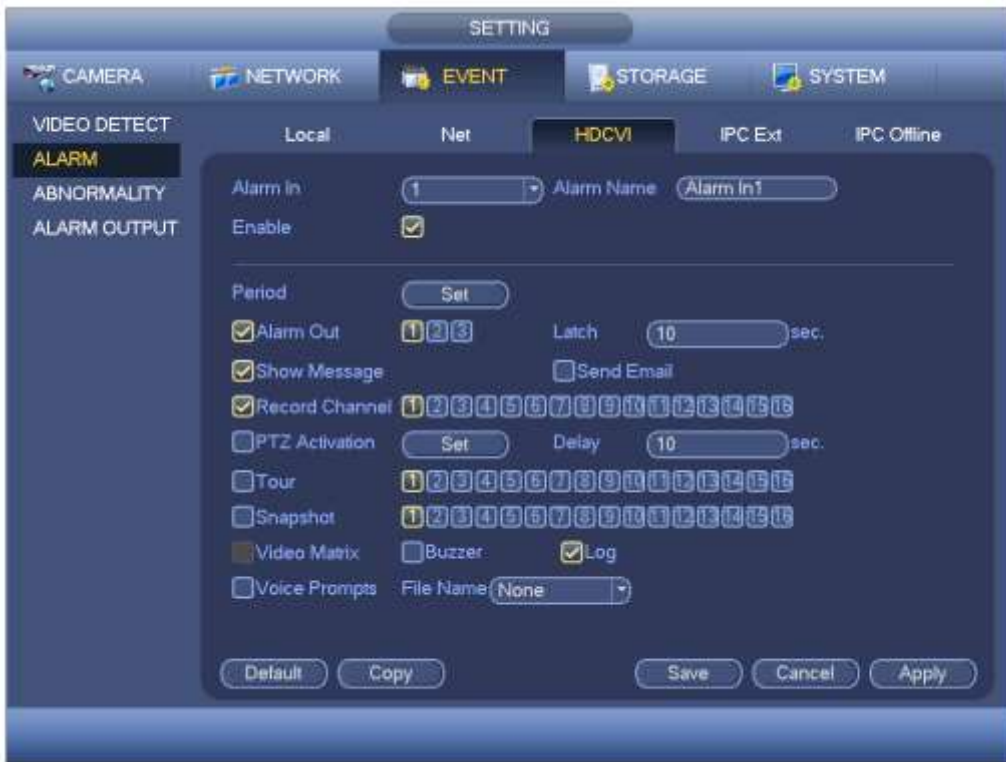 SETTING
CAMERA NETWORK EVENT STORAGE SYSTEM
VIDEO DETECT
ALARM
ABNORMALITY
ALARM OUTPUT
Local Net HDCVI IPC Ext IPC Offline
Alarm In 1 Alarm Name Alarm In1
Enable
Period Set
Alarm Out 1 2 3 Latch 10 sec.
Show Message Send Email
Record Channel 1 2 3 4 5 6 7 8 9 10 11 12 13 14 15 16
PTZ Activation Set Delay 10 sec.
Tour 1 2 3 4 5 6 7 8 9 10 11 12 13 14 15 16
Snapshot 1 2 3 4 5 6 7 8 9 10 11 12 13 14 15 16
Video Matrix Buzzer Log
Voice Prompts File Name None
Default Copy Save Cancel Apply